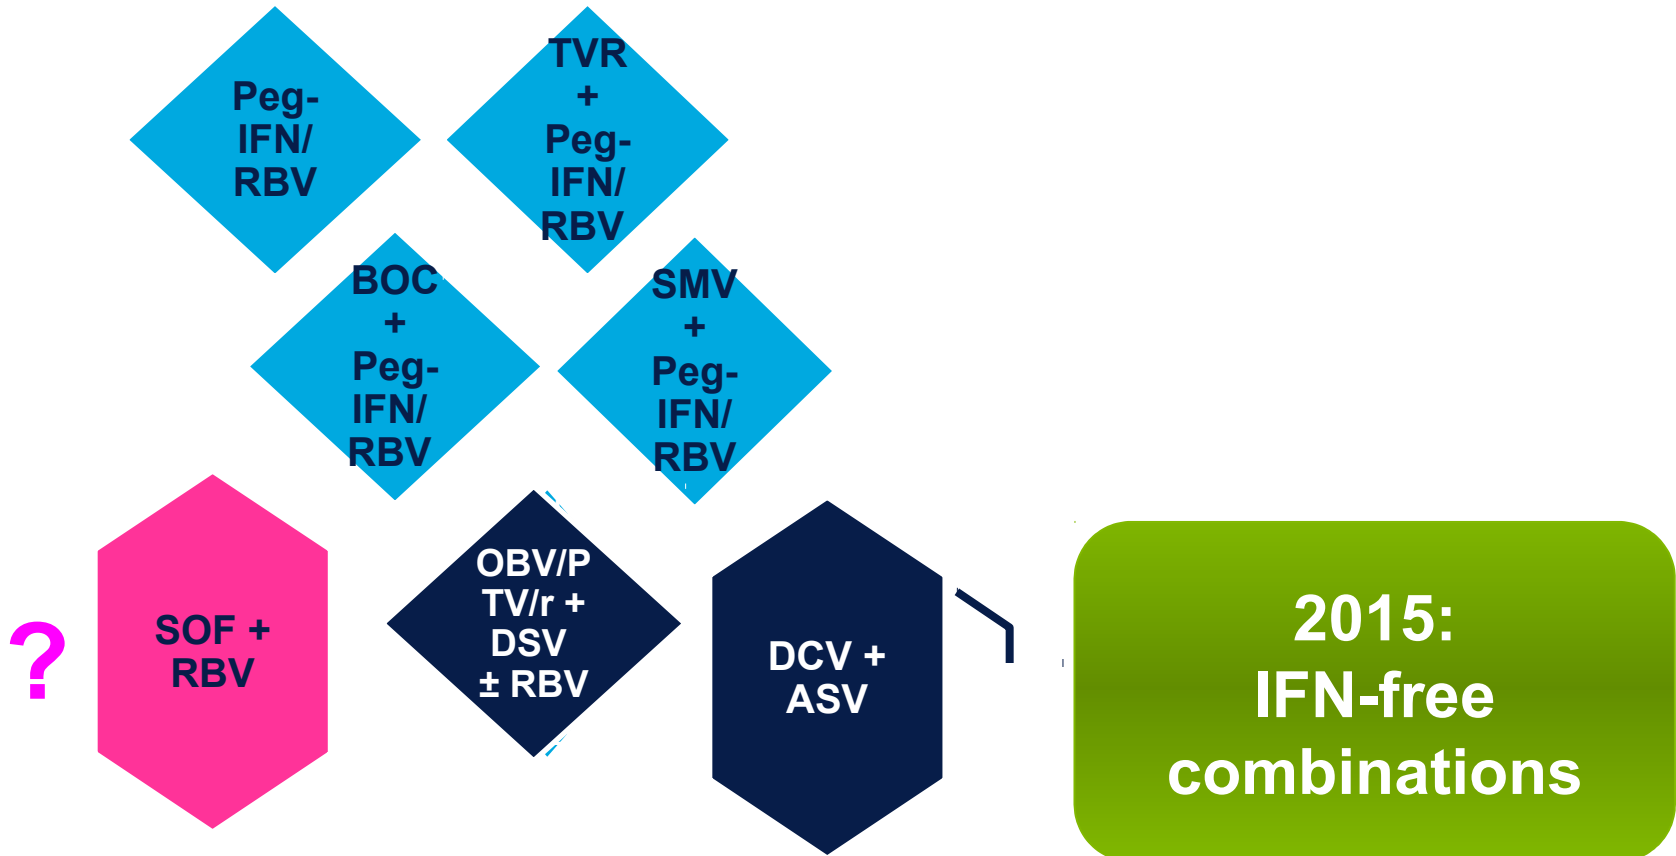 Peg-
IFN/
RBV
TVR
+
Peg-
IFN/
RBV
BOC
+
Peg-
IFN/
RBV
SMV
+
Peg-
IFN/
RBV
?
SOF +
RBV
OBV/P
TV/r +
DSV
± RBV
DCV +
ASV
2015:
IFN-free
combinations